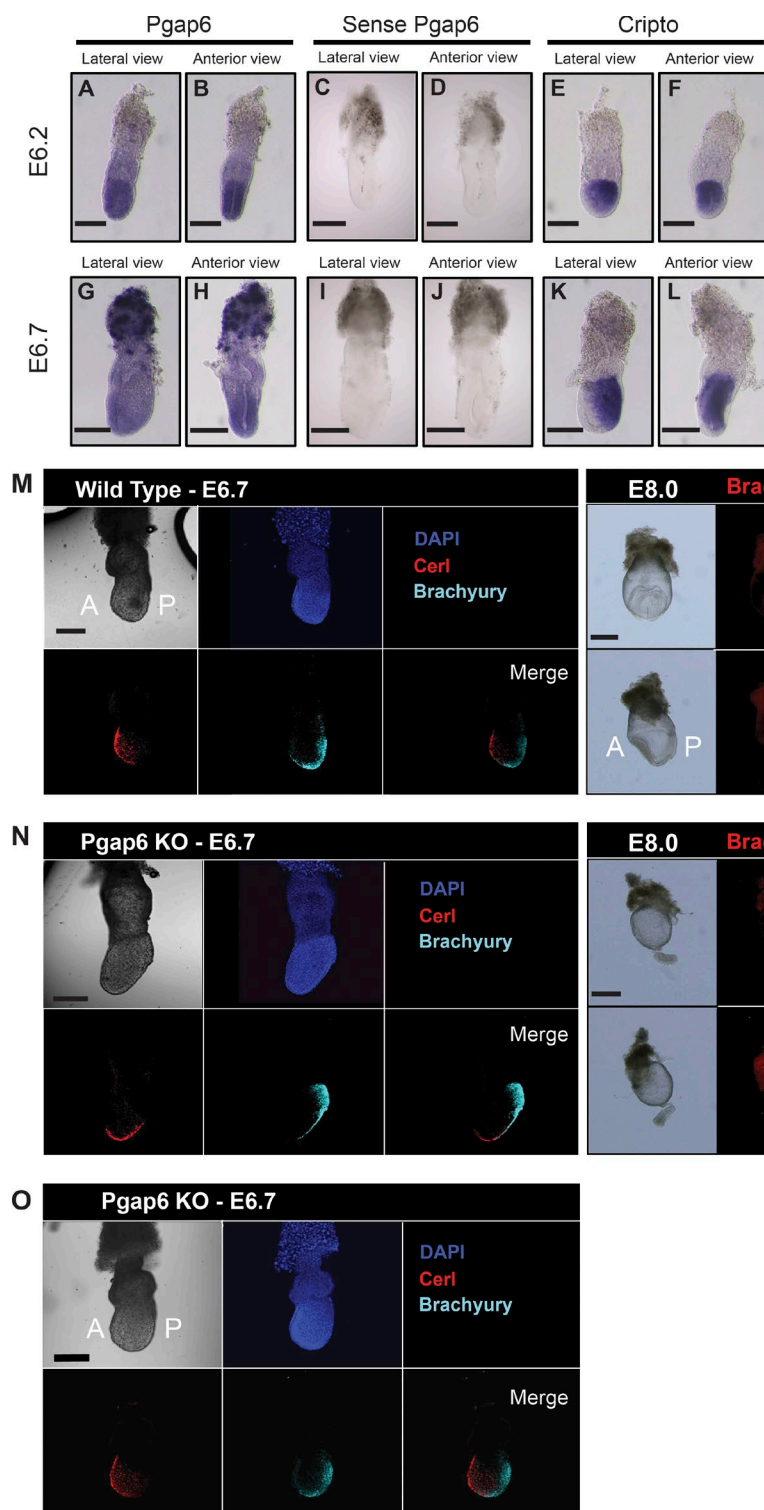 Pgap6 Sense Pgap6 Cripto
Lateral view Anterior view Lateral view Anterior view Lateral view Anterior view
A B C D E F
E6.2
Lateral view Anterior view Lateral view Anterior view Lateral view Anterior view
G H I J K L
E6.7
M Wild Type - E6.7 E8.0
DAPI
Cerl
Brachyury
A P
Merge
A P
N Pgap6 KO - E6.7 E8.0
DAPI
Cerl
Brachyury
Merge
O Pgap6 KO - E6.7
DAPI
Cerl
Brachyury
A P
Merge